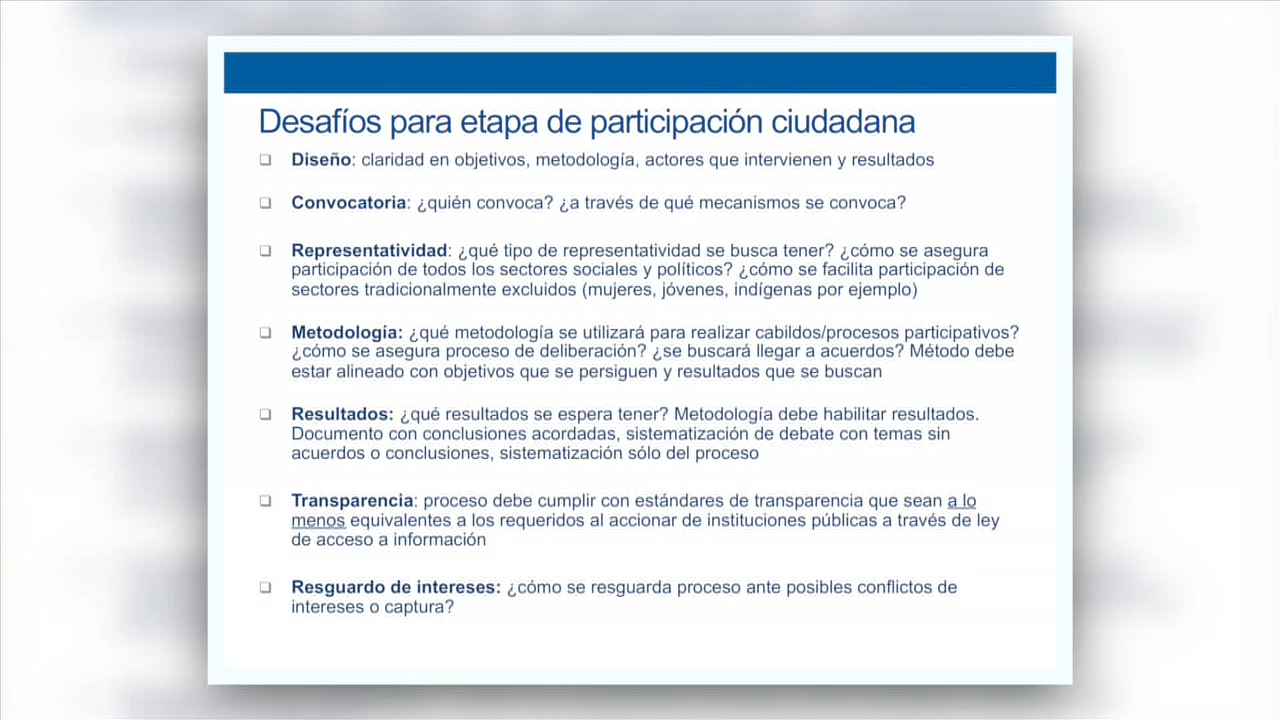 Desafíos para etapa de participación ciudadana
❑ Diseño: claridad en objetivos, metodología, actores que intervienen y resultados
❑ Convocatoria: ¿quién convoca? ¿a través de qué mecanismos se convoca?
❑ Representatividad: ¿qué tipo de representatividad se busca tener? ¿cómo se asegura
participación de todos los sectores sociales y políticos? ¿cómo se facilita participación de
sectores tradicionalmente excluidos (mujeres, jóvenes, indígenas por ejemplo)
❑ Metodología: ¿qué metodología se utilizará para realizar cabildos/procesos participativos?
¿cómo se asegura proceso de deliberación? ¿se buscará llegar a acuerdos? Método debe
estar alineado con objetivos que se persiguen y resultados que se buscan
❑ Resultados: ¿qué resultados se espera tener? Metodología debe habilitar resultados.
Documento con conclusiones acordadas, sistematización de debate con temas sin
acuerdos o conclusiones, sistematización sólo del proceso
❑ Transparencia: proceso debe cumplir con estándares de transparencia que sean a lo
menos equivalentes a los requeridos al accionar de instituciones públicas a través de ley
de acceso a información
❑ Resguardo de intereses: ¿cómo se resguarda proceso ante posibles conflictos de
intereses o captura?